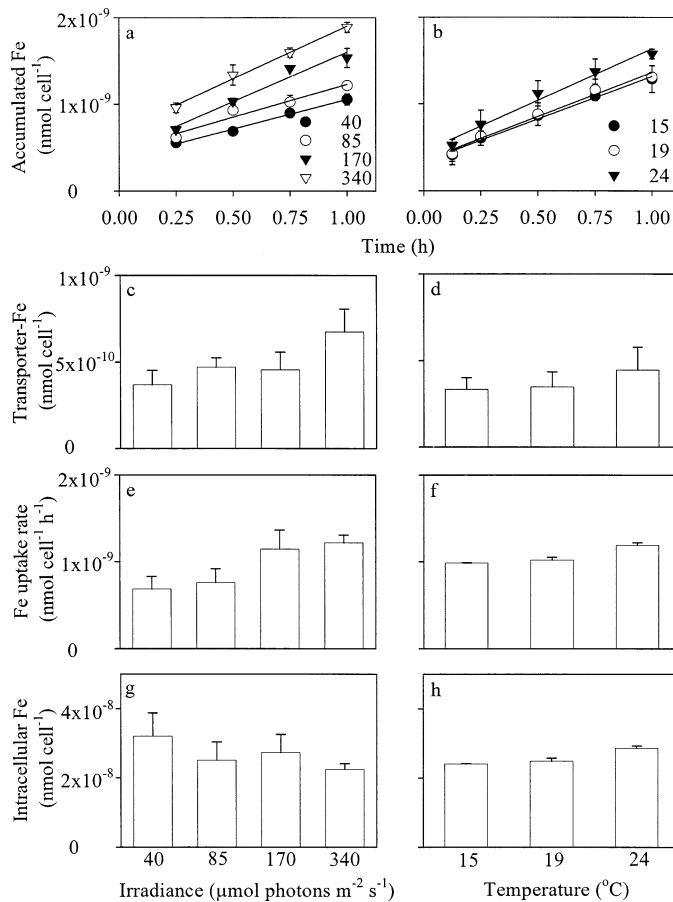 2x10⁻⁹
1x10⁻⁹
0
Accumulated Fe
(nmol cell⁻¹)
a
40
85
170
340
0.00 0.25 0.50 0.75 1.00
b
15
19
24
0.00 0.25 0.50 0.75 1.00
Time (h)
1x10⁻⁹
5x10⁻¹⁰
0
Transporter-Fe
(nmol cell⁻¹)
c
d
2x10⁻⁹
1x10⁻⁹
0
Fe uptake rate
(nmol cell⁻¹ h⁻¹)
e
f
4x10⁻⁸
2x10⁻⁸
0
Intracellular Fe
(nmol cell⁻¹)
g
h
40 85 170 340
Irradiance (μmol photons m⁻² s⁻¹)
15 19 24
Temperature (°C)